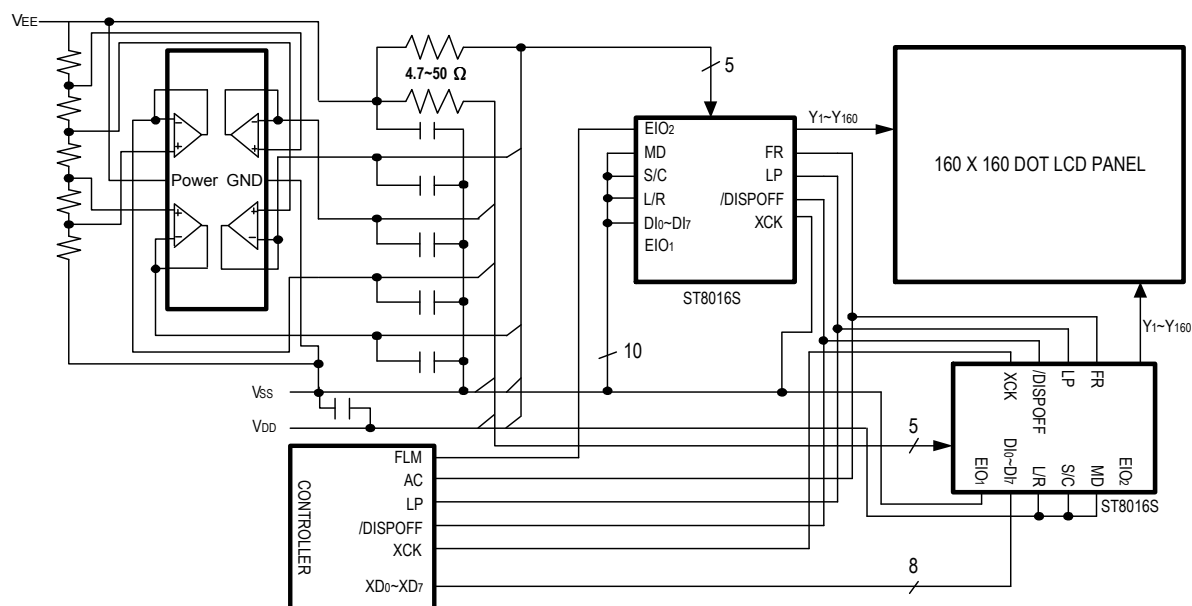 VEE
4.7~50 Ω
5
Power GND
- - + + + + - -
EIO2
MD
S/C
L/R
DI0~DI7
EIO1
FR
LP
/DISPOFF
XCK
ST8016S
Y1~Y160
160 X 160 DOT LCD PANEL
10
Y1~Y160
VSS
VDD
5
XCK
/DISPOFF
LP
FR
EIO1
DI0~DI7
L/R
S/C
MD
EIO2
ST8016S
CONTROLLER
FLM
AC
LP
/DISPOFF
XCK
XD0~XD7
8